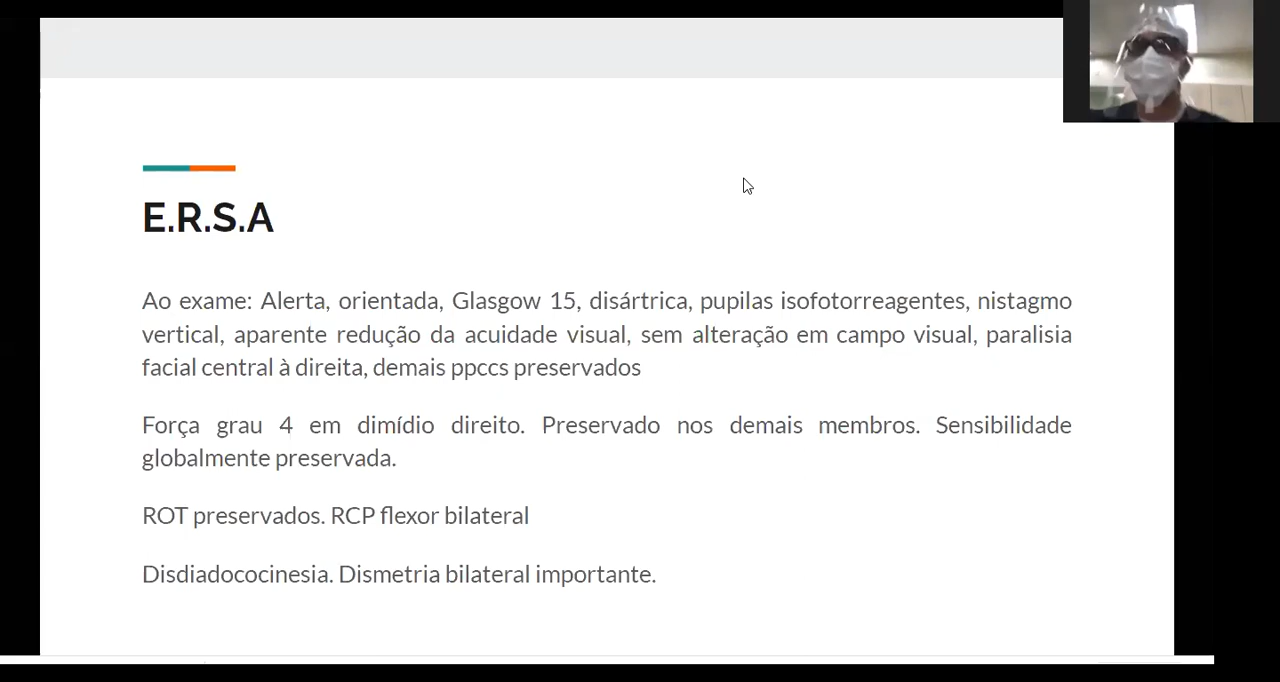 E.R.S.A
Ao exame: Alerta, orientada, Glasgow 15, disártrica, pupilas isofotorreagentes, nistagmo
vertical, aparente redução da acuidade visual, sem alteração em campo visual, paralisia
facial central à direita, demais ppccs preservados
Força grau 4 em dimídio direito. Preservado nos demais membros. Sensibilidade
globalmente preservada.
ROT preservados. RCP flexor bilateral
Disdiadococinesia. Dismetria bilateral importante.